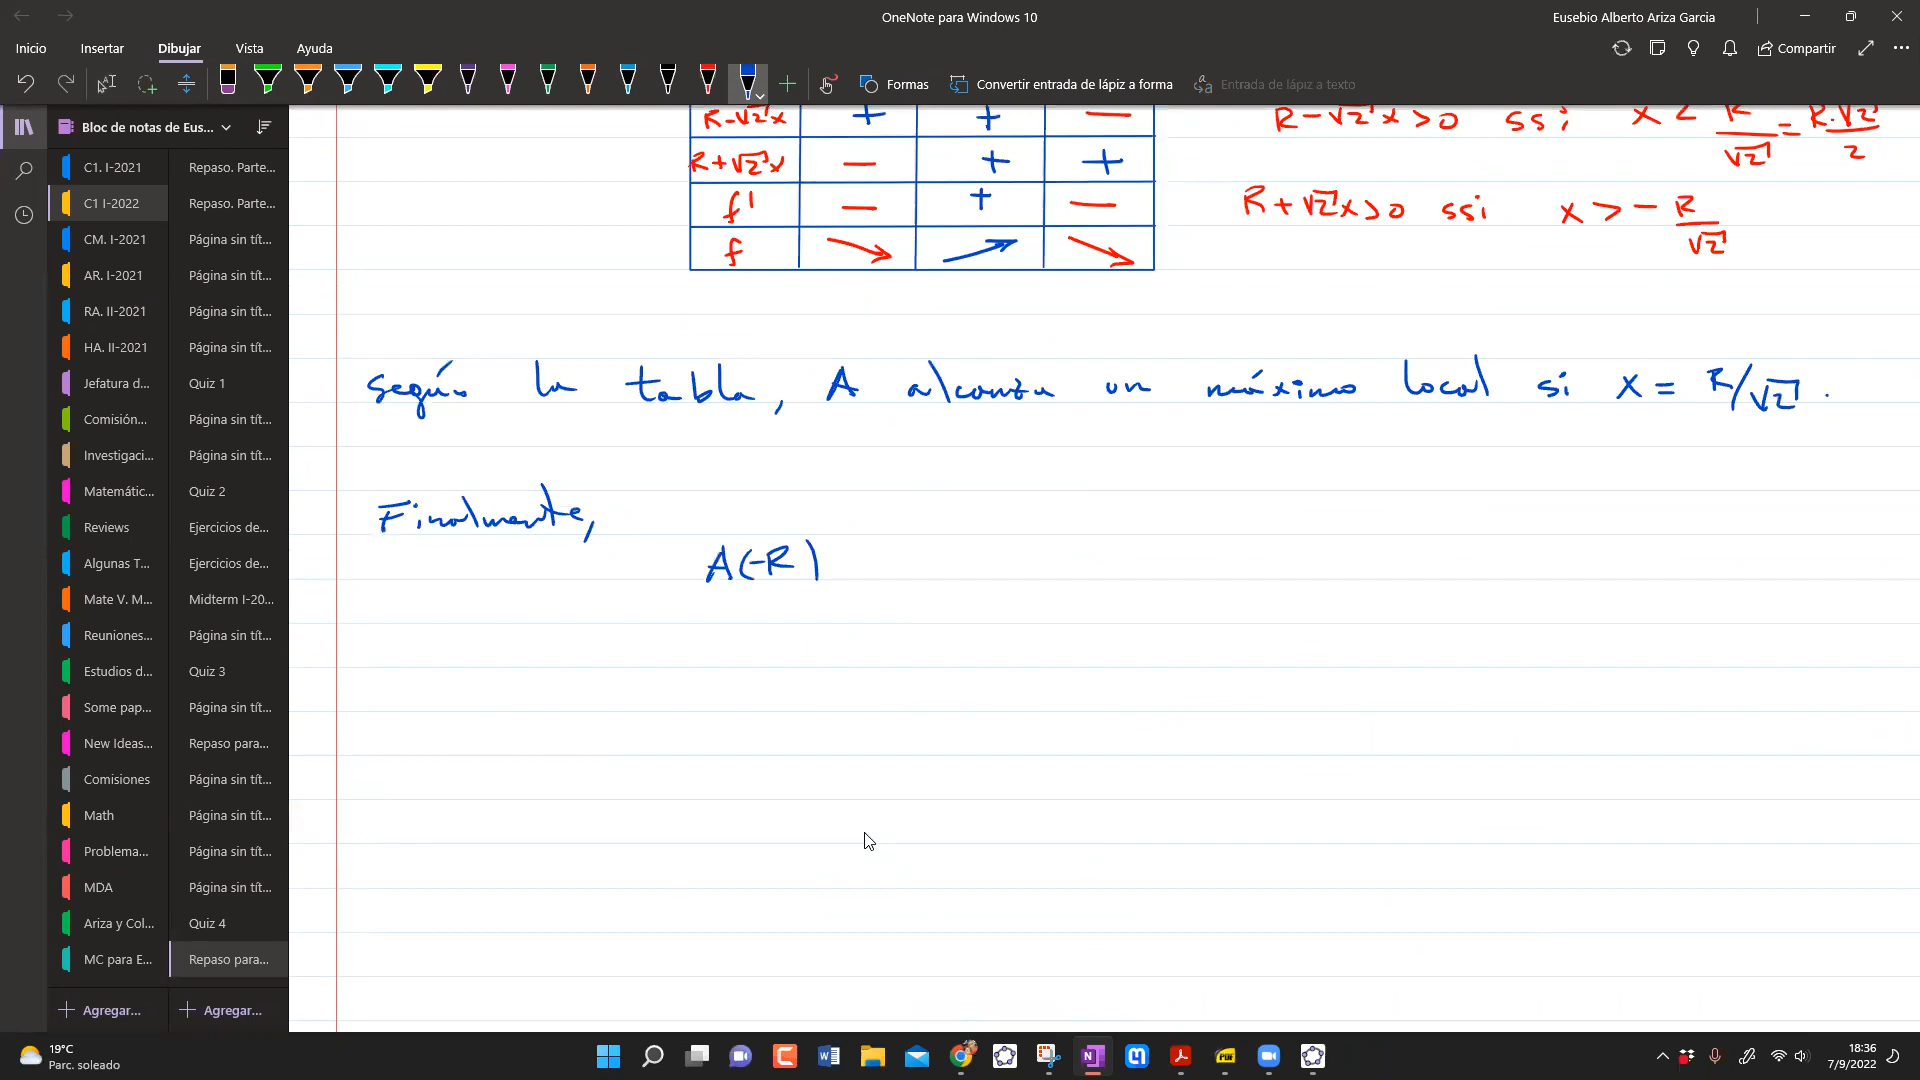 OneNote para Windows 10
Eusebio Alberto Ariza Garcia
Inicio Insertar Dibujar Vista Ayuda
Compartir
Formas
Convertir entrada de lápiz a forma
Entrada de lápiz a texto
Bloc de notas de Eus...
C1. I-2021
C1 I-2022
CM. I-2021
AR. I-2021
RA. II-2021
HA. II-2021
Jefatura d...
Comisión...
Investigaci...
Matemátic...
Reviews
Algunas T...
Mate V. M...
Reuniones...
Estudios d...
Some pap...
New Ideas...
Comisiones
Math
Problema...
MDA
Ariza y Col...
MC para E...
Agregar...
Repaso. Parte...
Repaso. Parte...
Página sin tít...
Página sin tít...
Página sin tít...
Página sin tít...
Quiz 1
Página sin tít...
Página sin tít...
Quiz 2
Ejercicios de...
Ejercicios de...
Midterm I-20...
Página sin tít...
Quiz 3
Página sin tít...
Repaso para...
Página sin tít...
Página sin tít...
Página sin tít...
Página sin tít...
Quiz 4
Repaso para...
Agregar...
R-√2x + + -
R+√2x - + +
f' - + -
f ↘ ↗ ↘
R-√2x>0 ssi x < R/√2 = R·√2/2
R+√2x>0 ssi x > - R/√2
según la tabla, A alcanza un máximo local si x = R/√2.
Finalmente,
A(-R)
19°C
Parc. soleado
18:36
7/9/2022